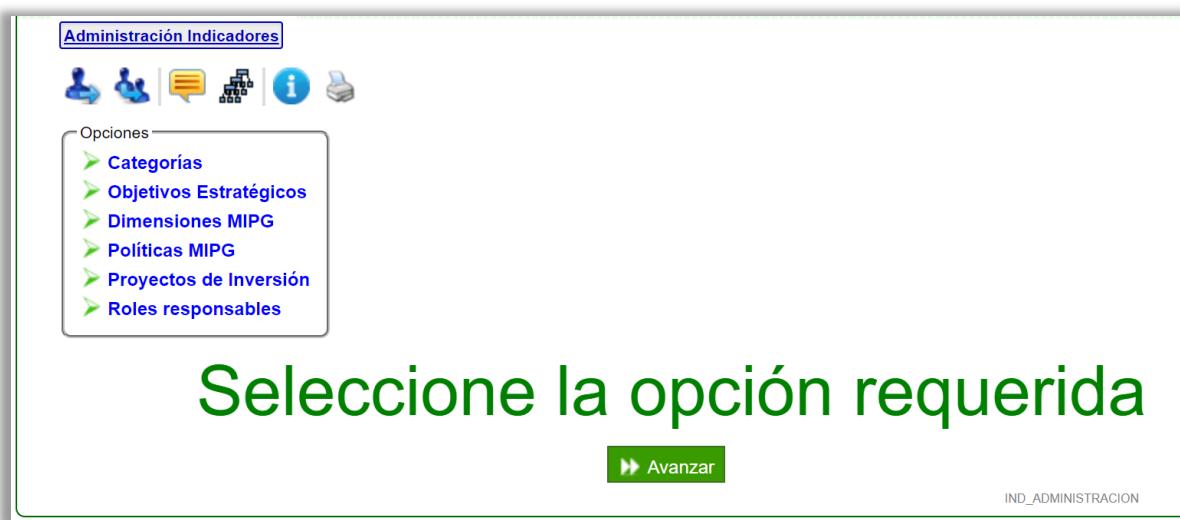 Administración Indicadores
Opciones
Categorías
Objetivos Estratégicos
Dimensiones MIPG
Políticas MIPG
Proyectos de Inversión
Roles responsables
Seleccione la opción requerida
Avanzar
IND_ADMINISTRACION